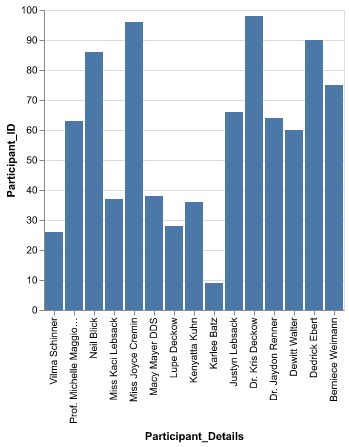 Participant_ID
100
90
80
70
60
50
40
30
20
10
0
Vilma Schinner
Prof. Michelle Maggio…
Neil Blick
Miss Kaci Lebsack
Miss Joyce Cremin
Macy Mayer DDS
Lupe Deckow
Kenyatta Kuhn
Karlee Batz
Justyn Lebsack
Dr. Kris Deckow
Dr. Jaydon Renner
Dewitt Walter
Dedrick Ebert
Berniece Weimann
Participant_Details